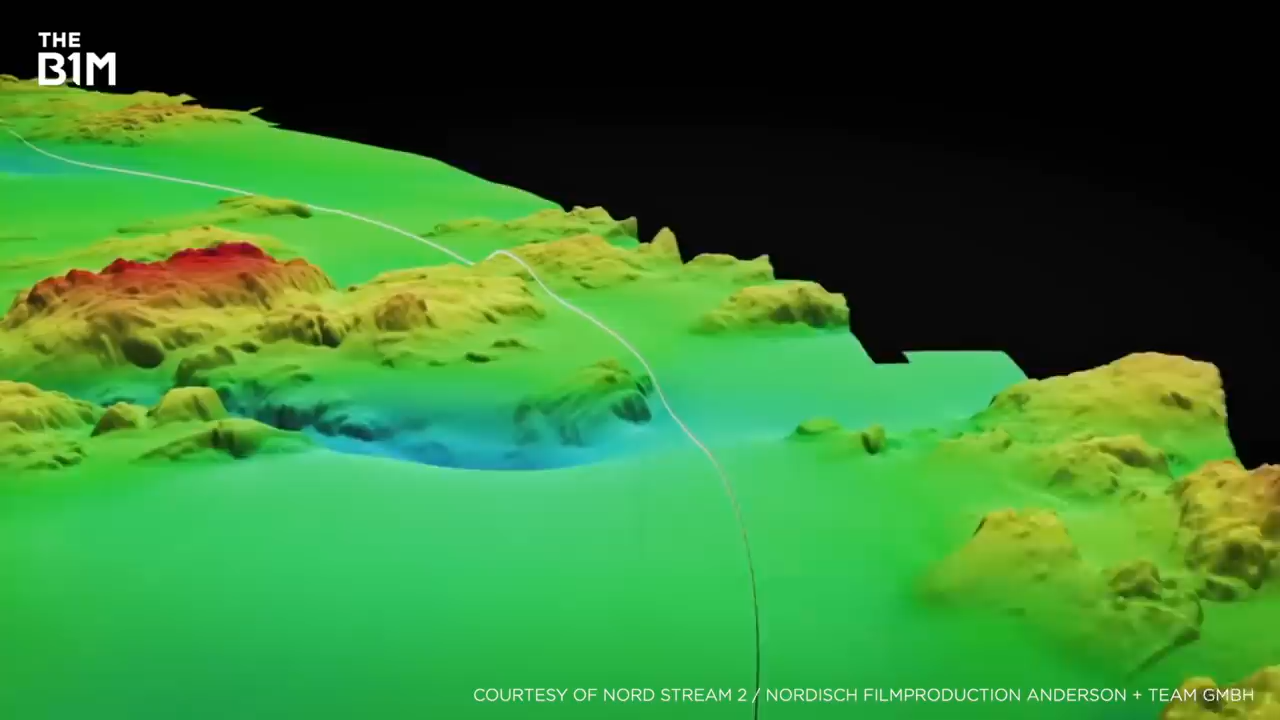 THE
B1M
COURTESY OF NORD STREAM 2 / NORDISCH FILMPRODUCTION ANDERSON + TEAM GMBH